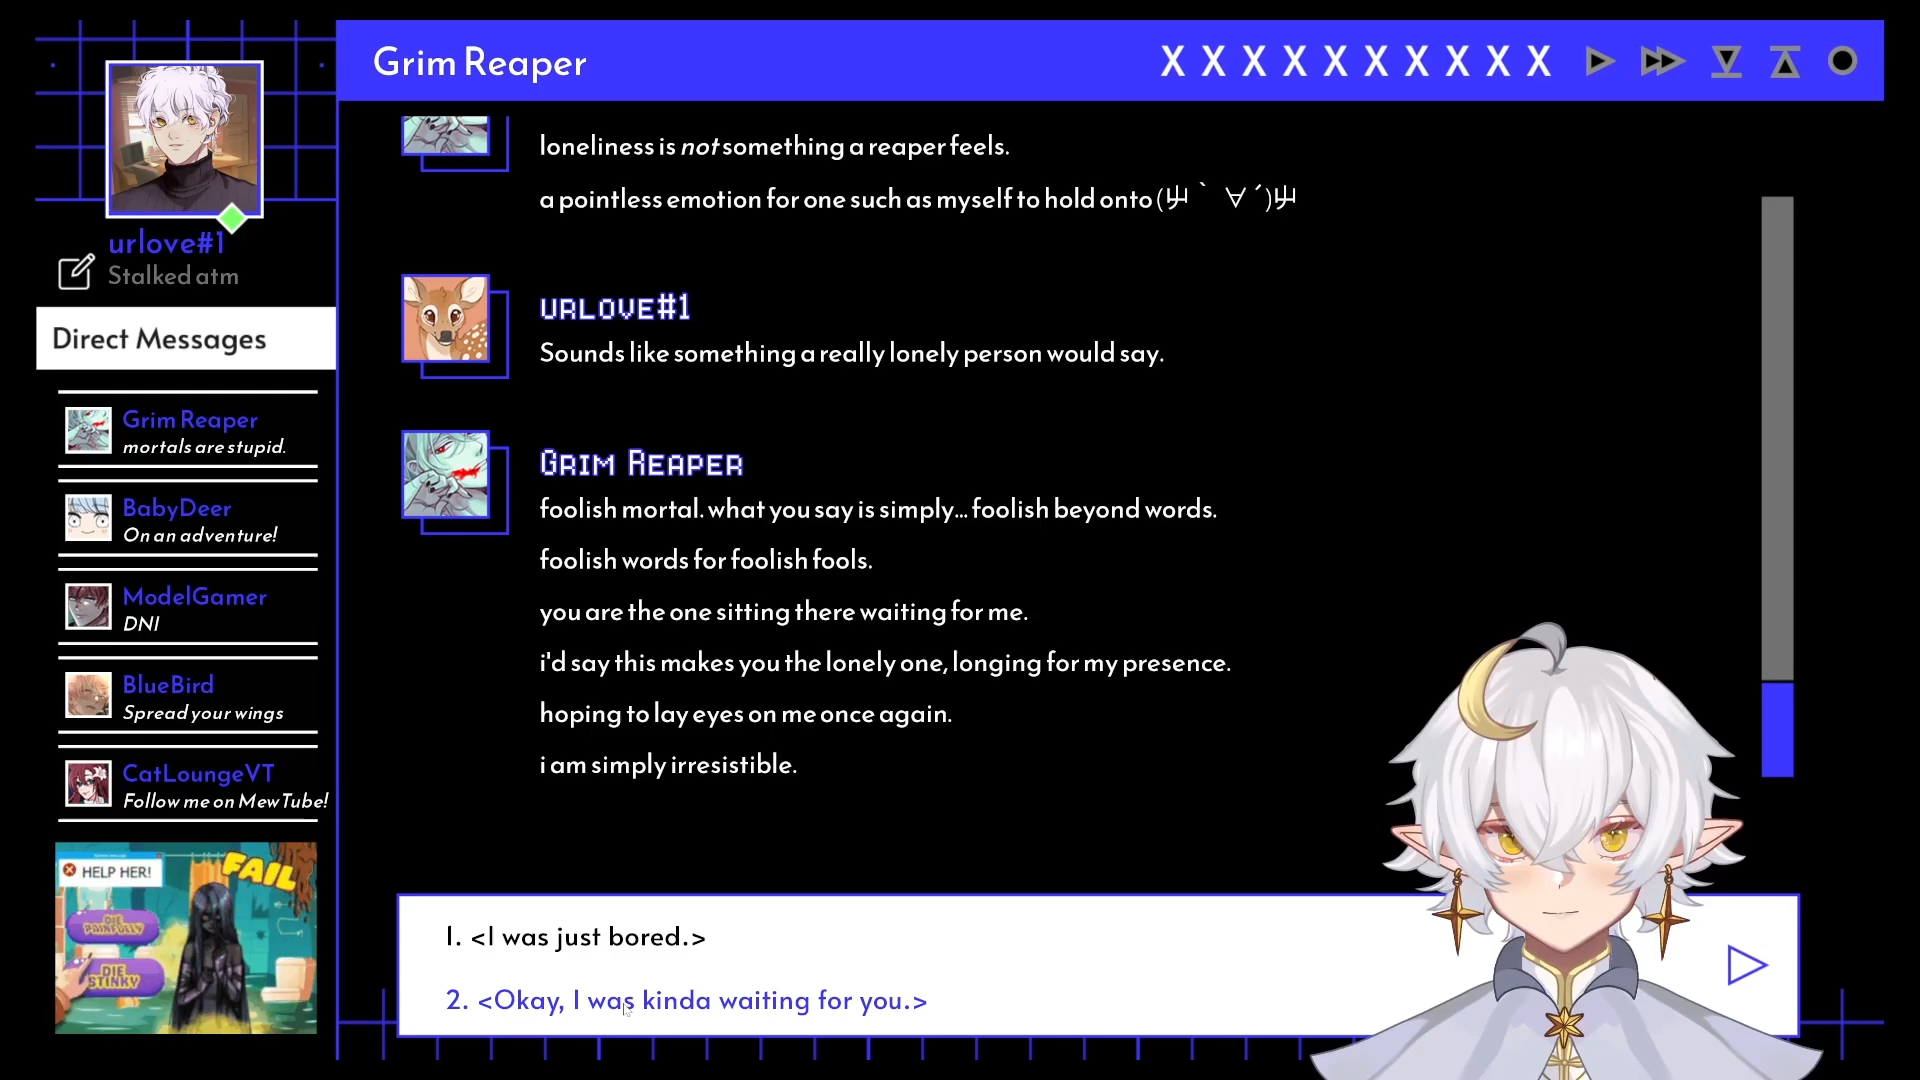 Grim Reaper
X X X X X X X X X X
urlove#1
Stalked atm
Direct Messages
Grim Reaper
mortals are stupid.
BabyDeer
On an adventure!
ModelGamer
DNI
BlueBird
Spread your wings
CatLoungeVT
Follow me on MewTube!
HELP HER!
FAIL
DIE PAINFULLY
DIE STINKY
loneliness is not something a reaper feels.
a pointless emotion for one such as myself to hold onto (屮｀∀´)屮
urlove#1
Sounds like something a really lonely person would say.
Grim Reaper
foolish mortal. what you say is simply... foolish beyond words.
foolish words for foolish fools.
you are the one sitting there waiting for me.
i'd say this makes you the lonely one, longing for my presence.
hoping to lay eyes on me once again.
i am simply irresistible.
1. <I was just bored.>
2. <Okay, I was kinda waiting for you.>